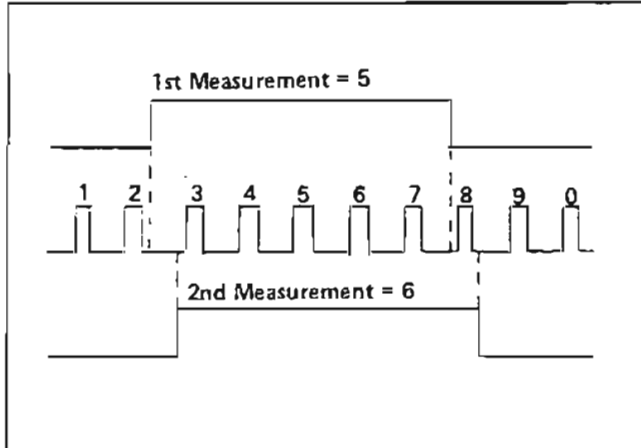 1st Measurement = 5
1 2 3 4 5 6 7 8 9 0
2nd Measurement = 6